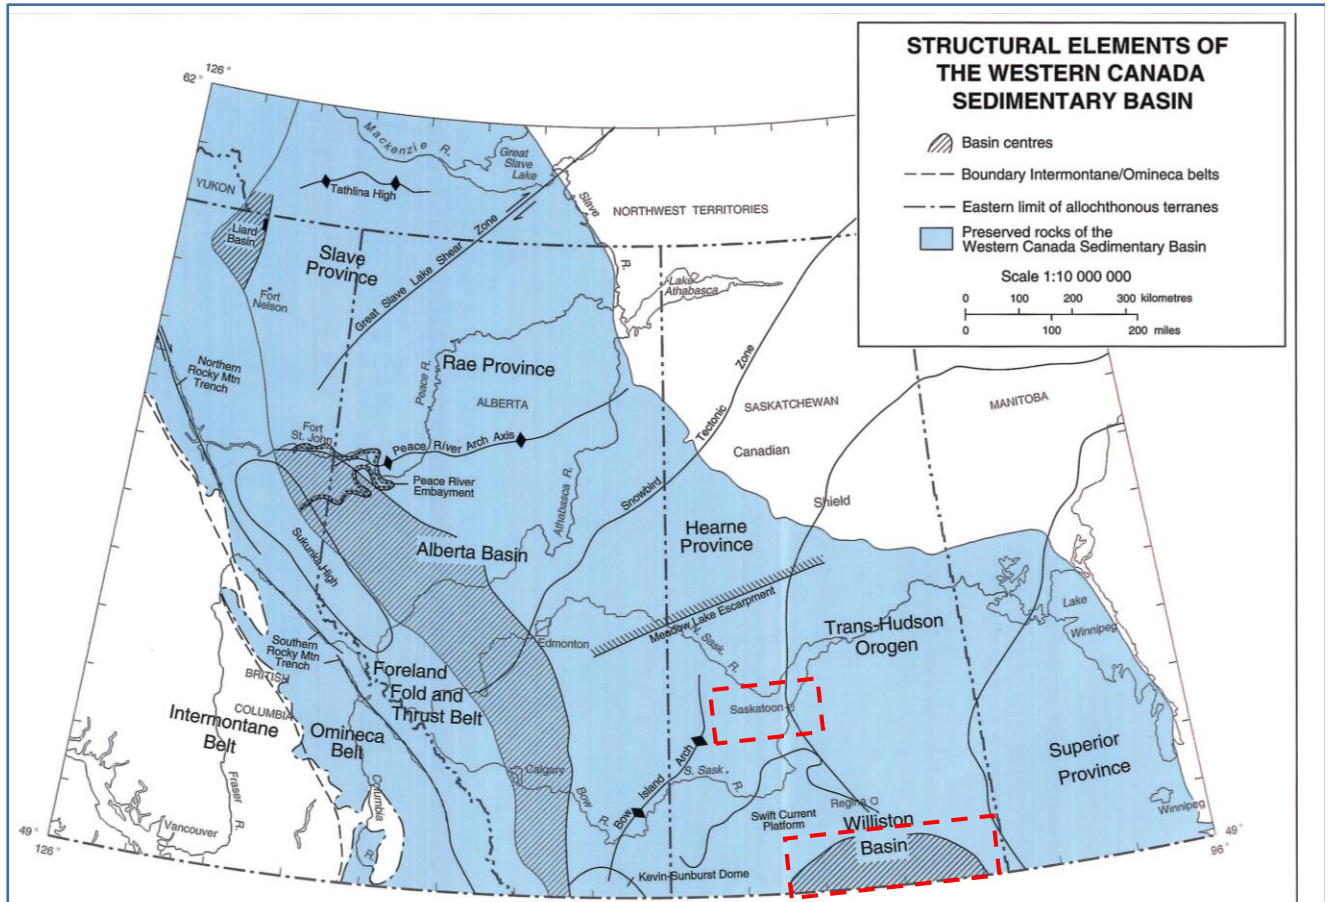 STRUCTURAL ELEMENTS OF
THE WESTERN CANADA
SEDIMENTARY BASIN
Basin centres
Boundary Intermontane/Omineca belts
Eastern limit of allochthonous terranes
Preserved rocks of the
Western Canada Sedimentary Basin
Scale 1:10 000 000
0 100 200 300 kilometres
0 100 200 miles
126°
62°
Mackenzie R.
Great
Slave
Lake
YUKON
Tathlina High
Slave
R.
NORTHWEST TERRITORIES
Liard
Basin
Slave
Province
Great Slave Lake Shear Zone
Fort
Nelson
Lake
Athabasca
Northern
Rocky Mtn
Trench
Rae Province
Peace R.
ALBERTA
Snowbird Tectonic Zone
SASKATCHEWAN
MANITOBA
Canadian
Shield
Fort
St. John
Peace River Arch Axis
Peace River
Embayment
Athabasca R.
Hearne
Province
Sukunka High
Alberta Basin
Meadow Lake Escarpment
Edmonton
N. Sask. R.
Trans-Hudson
Orogen
Lake
Winnipeg
Southern
Rocky Mtn
Trench
BRITISH
COLUMBIA
Foreland
Fold and
Thrust Belt
Intermontane
Belt
Omineca
Belt
Saskatoon
Calgary
Bow
R.
Bow Island Arch
S. Sask.
R.
Superior
Province
Fraser R.
Columbia
R.
Vancouver
Regina
Swift Current
Platform
Williston
Basin
Winnipeg
Kevin-Sunburst Dome
49°
126°
49°
96°